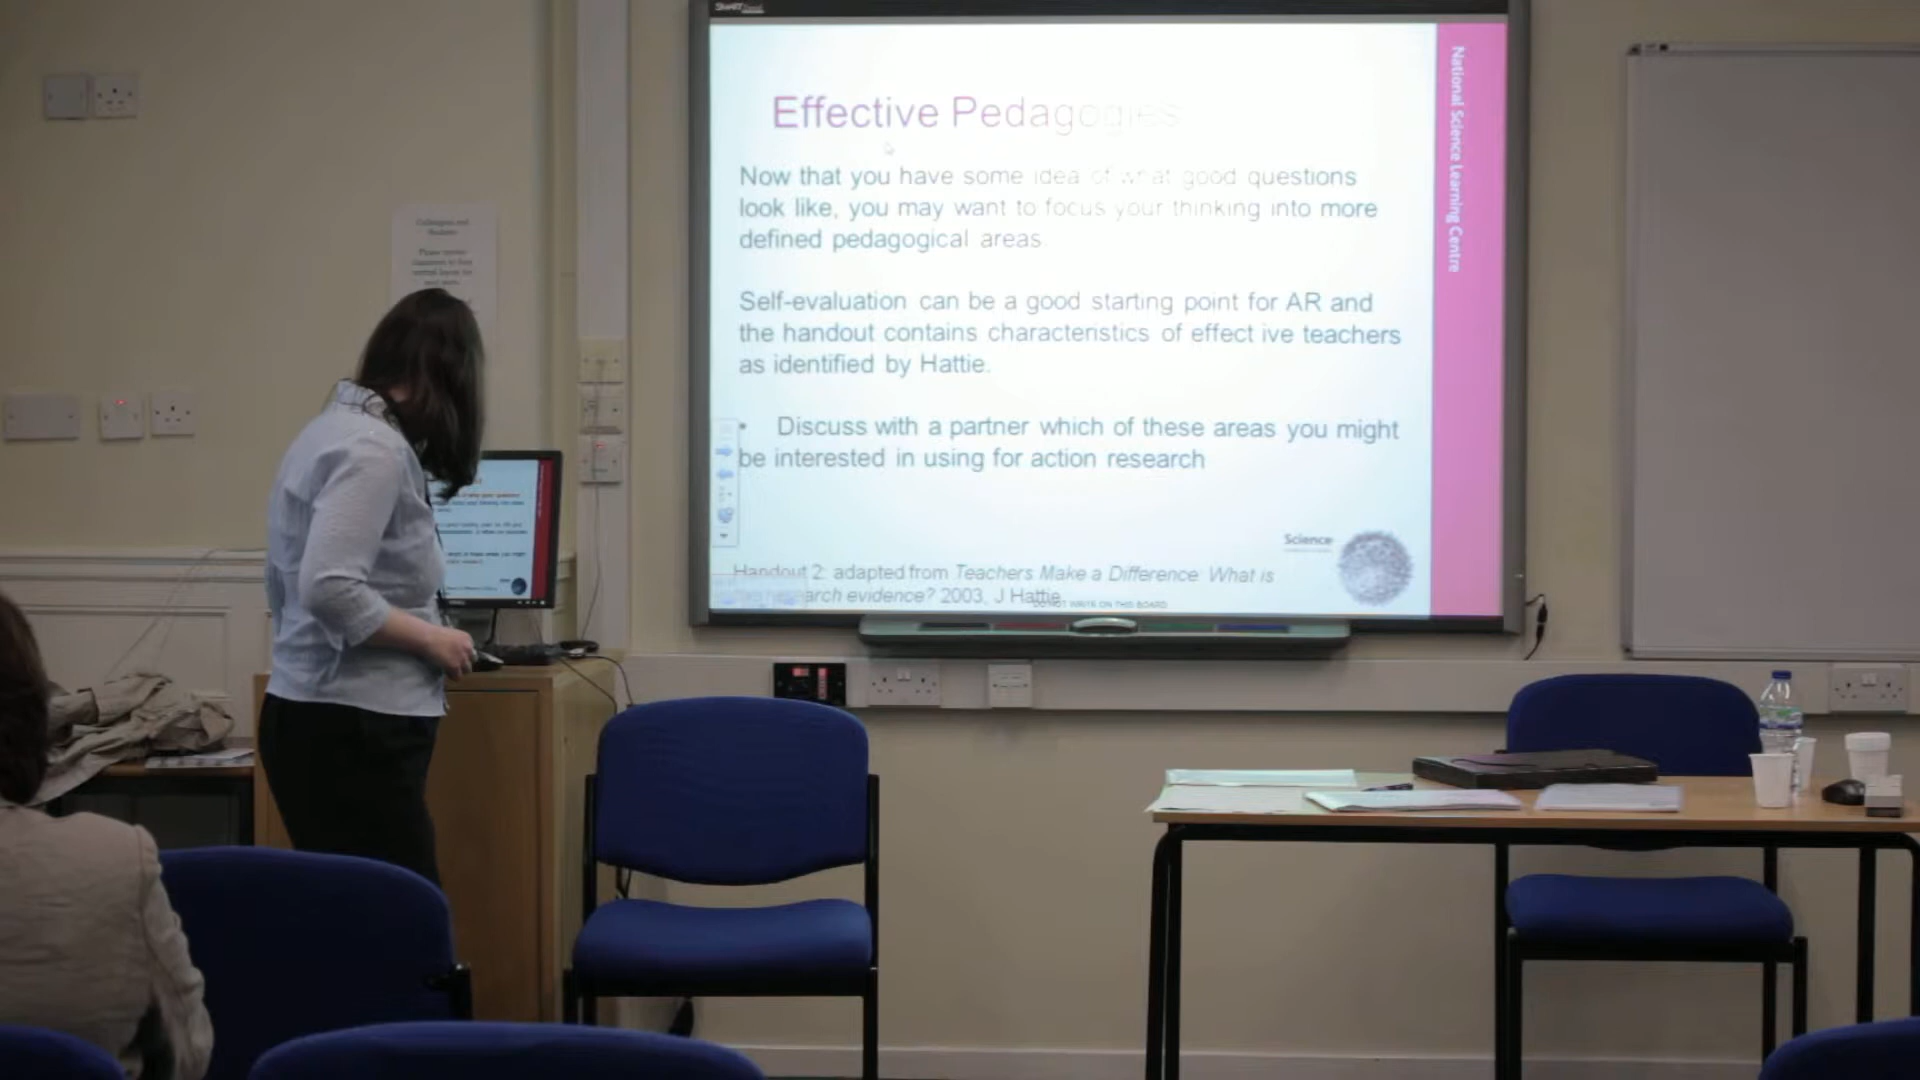 SMART
Effective Pedagogies
Now that you have some idea of what good questions
look like, you may want to focus your thinking into more
defined pedagogical areas
Self-evaluation can be a good starting point for AR and
the handout contains characteristics of effect ive teachers
as identified by Hattie.
• Discuss with a partner which of these areas you might
be interested in using for action research
Science
Handout 2: adapted from Teachers Make a Difference What is
research evidence? 2003, J Hattie
NOT WRITE ON THIS BOARD
National Science Learning Centre
Colleagues and
Students